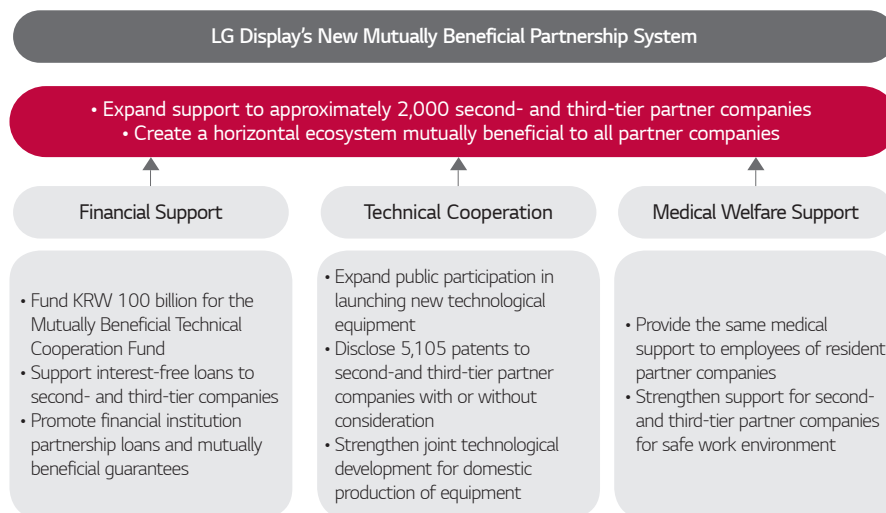 LG Display's New Mutually Beneficial Partnership System
• Expand support to approximately 2,000 second- and third-tier partner companies
• Create a horizontal ecosystem mutually beneficial to all partner companies
Financial Support
• Fund KRW 100 billion for the
Mutually Beneficial Technical
Cooperation Fund
• Support interest-free loans to
second- and third-tier companies
• Promote financial institution
partnership loans and mutually
beneficial guarantees
Technical Cooperation
• Expand public participation in
launching new technological
equipment
• Disclose 5,105 patents to
second-and third-tier partner
companies with or without
consideration
• Strengthen joint technological
development for domestic
production of equipment
Medical Welfare Support
• Provide the same medical
support to employees of resident
partner companies
• Strengthen support for second-
and third-tier partner companies
for safe work environment